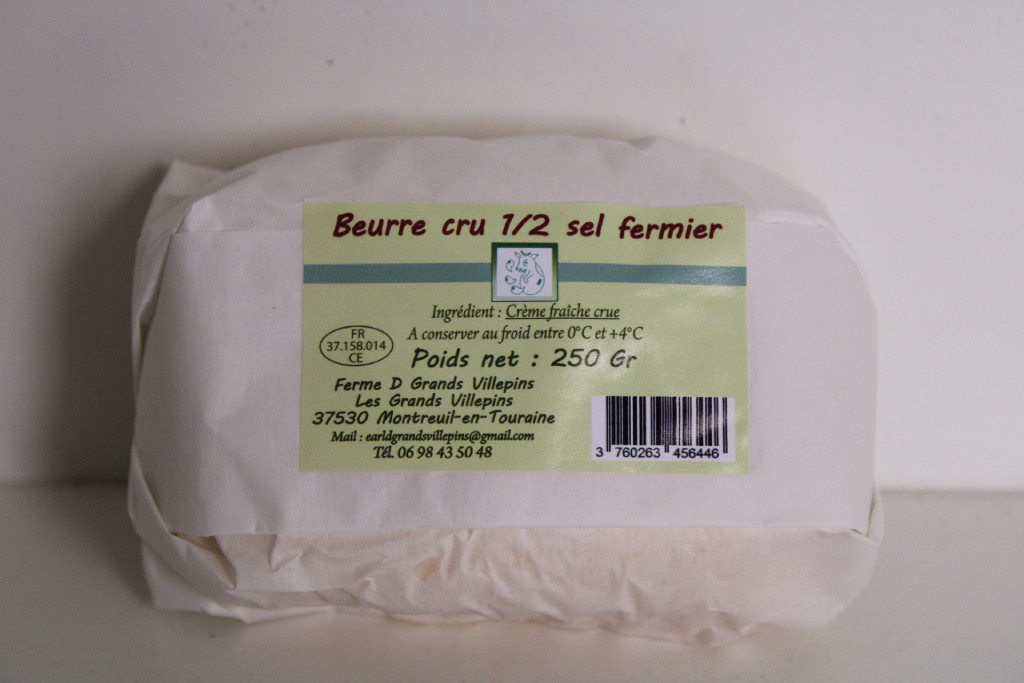 Beurre cru 1/2 sel fermier
Ingrédient : Crème fraîche crue
A conserver au froid entre 0°C et +4°C
FR
37.158.014
CE
Poids net : 250 Gr
Ferme D Grands Villepins
Les Grands Villepins
37530 Montreuil-en-Touraine
Mail : earldgrandsvillepins@gmail.com
Tél. 06 98 43 50 48
3 760263 456446